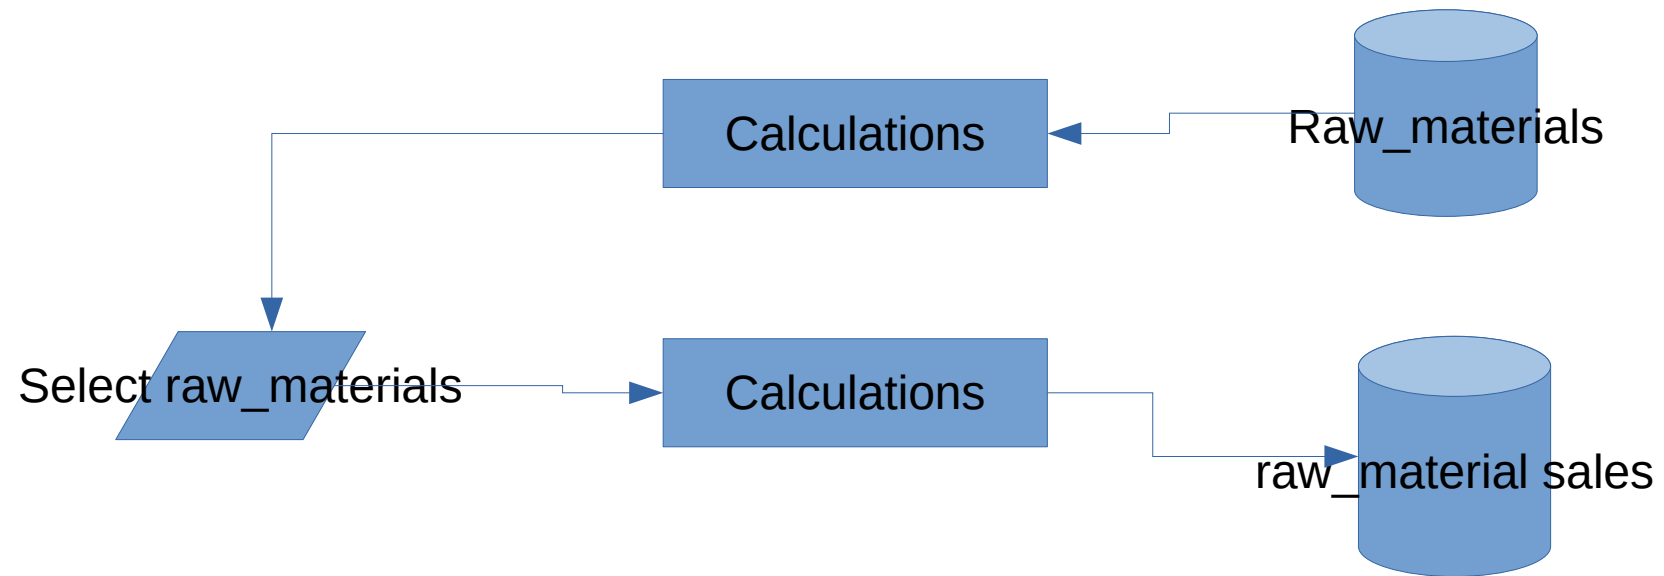 Calculations
Raw_materials
Select raw_materials
Calculations
raw_material sales